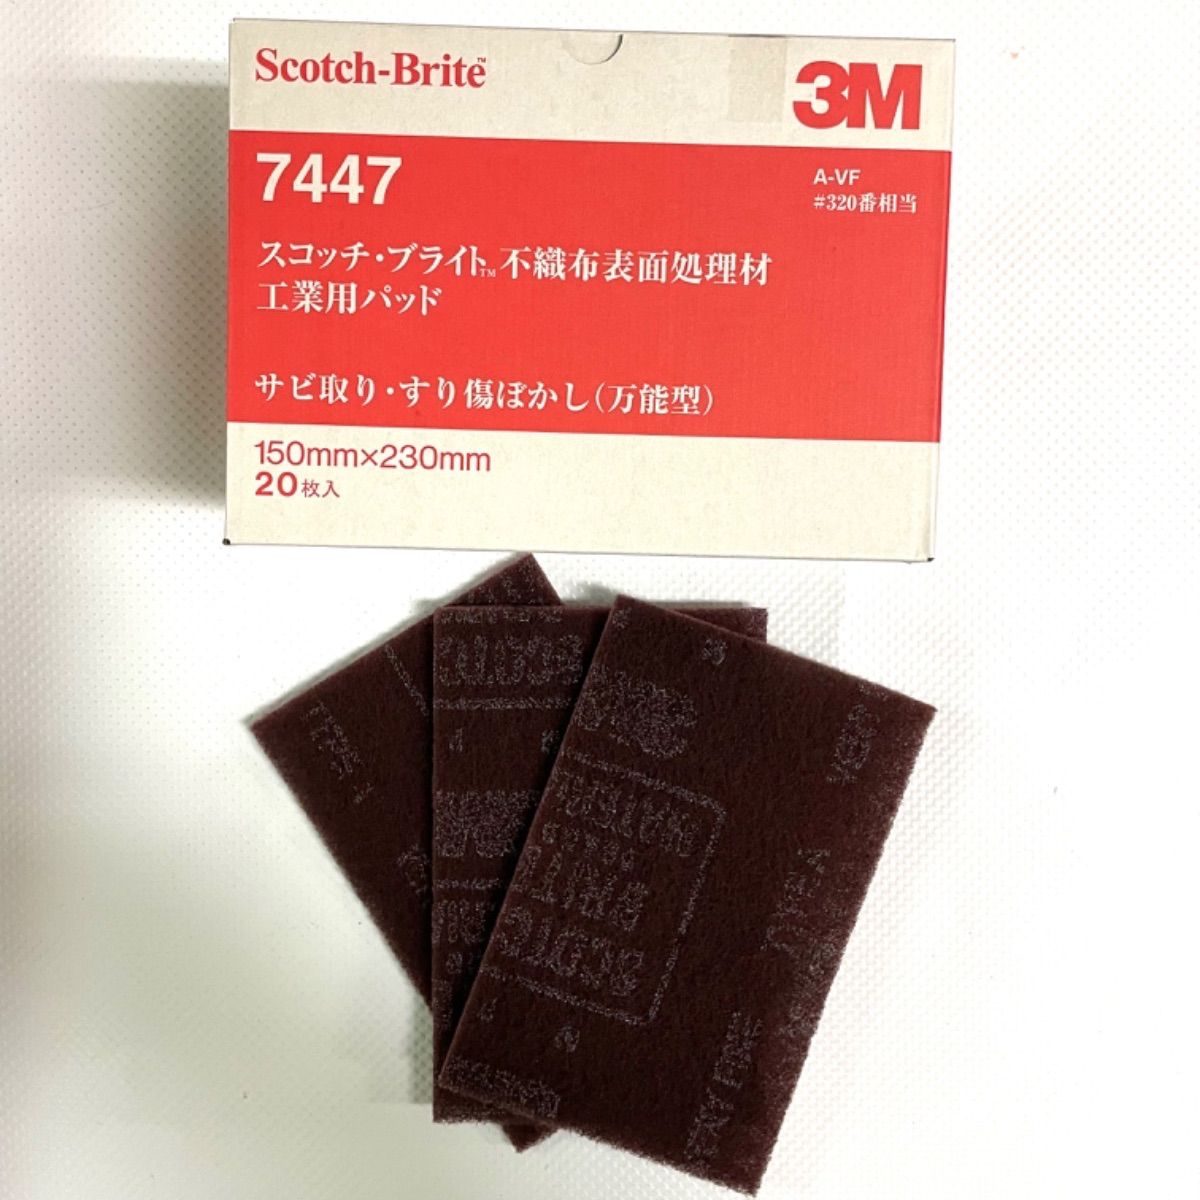 Scotch-Brite™
3M
7447
A-VF
#320番相当
スコッチ・ブライト™不織布表面処理材
工業用パッド
サビ取り・すり傷ぼかし(万能型)
150mm×230mm
20枚入